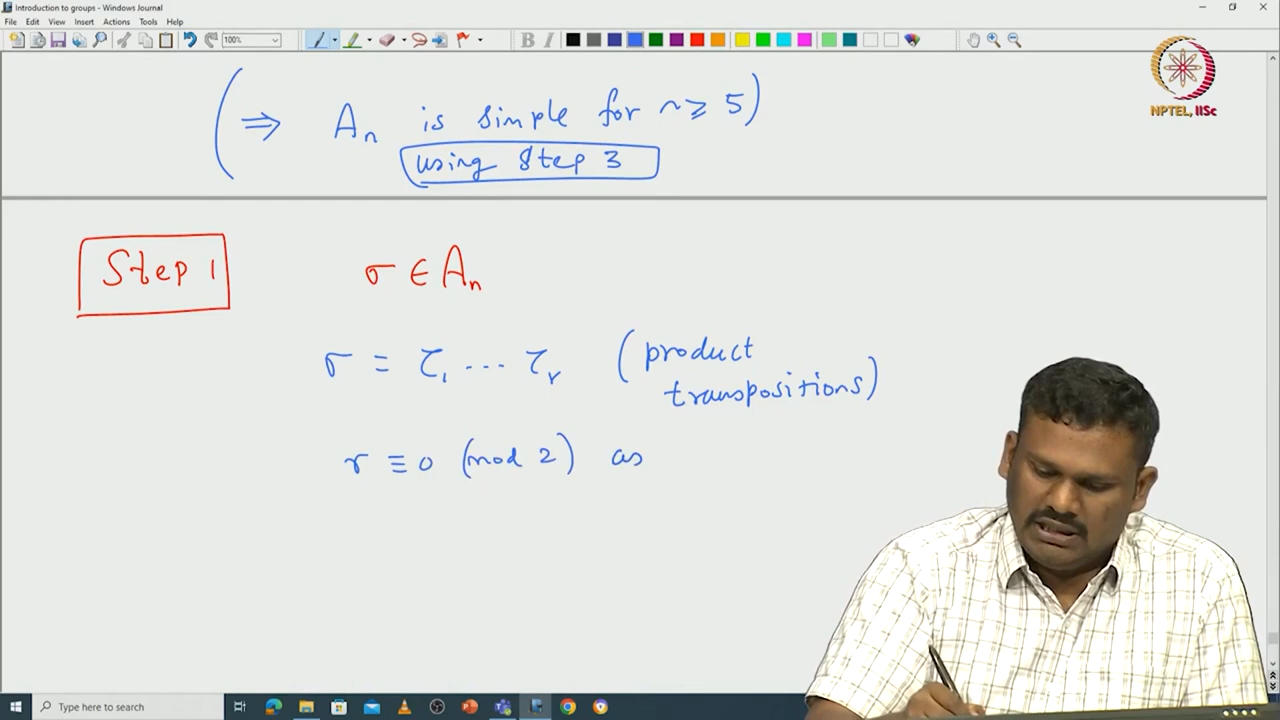 Introduction to groups - Windows Journal
File Edit View Insert Actions Tools Help
100%
B I
NPTEL, IISc
(⇒ Aₙ is simple for n ≥ 5)
using Step 3
Step 1 σ ∈ Aₙ
σ = τ₁ ... τᵣ (product
transpositions)
r ≡ 0 (mod 2) as
Type here to search